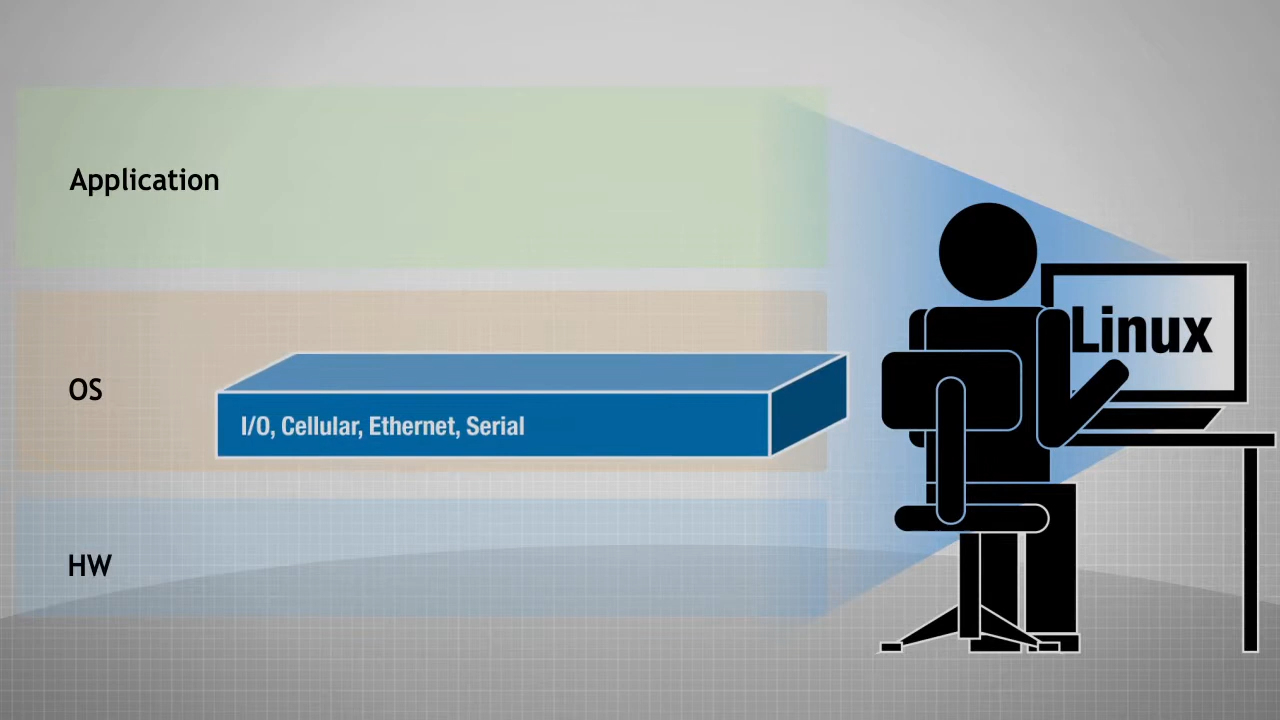 Application
Linux
OS
I/O, Cellular, Ethernet, Serial
HW